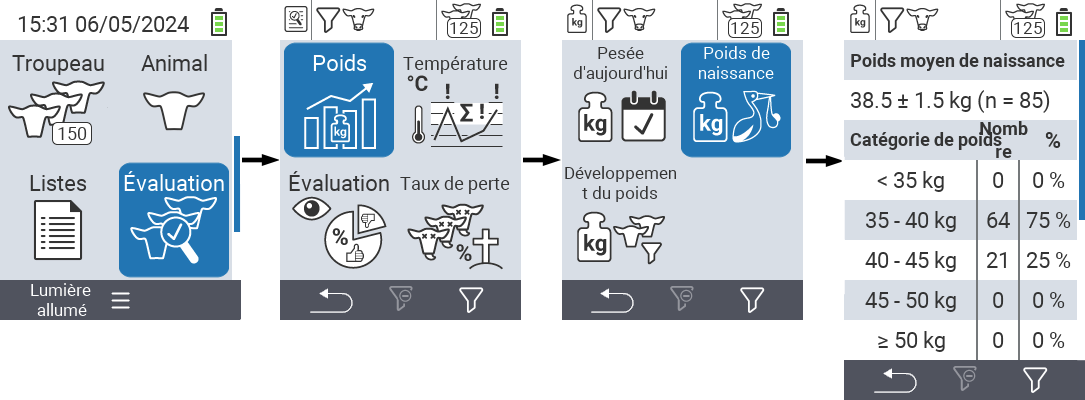 15:31 06/05/2024
Troupeau
Animal
150
Listes
Évaluation
Lumière
allumé
125
Poids
Température
°C
! !
Σ !
kg
Évaluation
Taux de perte
%
%
kg
125
Pesée
d'aujourd'hui
Poids de
naissance
kg
kg
Développemen
t du poids
kg
kg
125
Poids moyen de naissance
38.5 ± 1.5 kg (n = 85)
Catégorie de poids Nomb
re %
< 35 kg 0 0 %
35 - 40 kg 64 75 %
40 - 45 kg 21 25 %
45 - 50 kg 0 0 %
≥ 50 kg 0 0 %